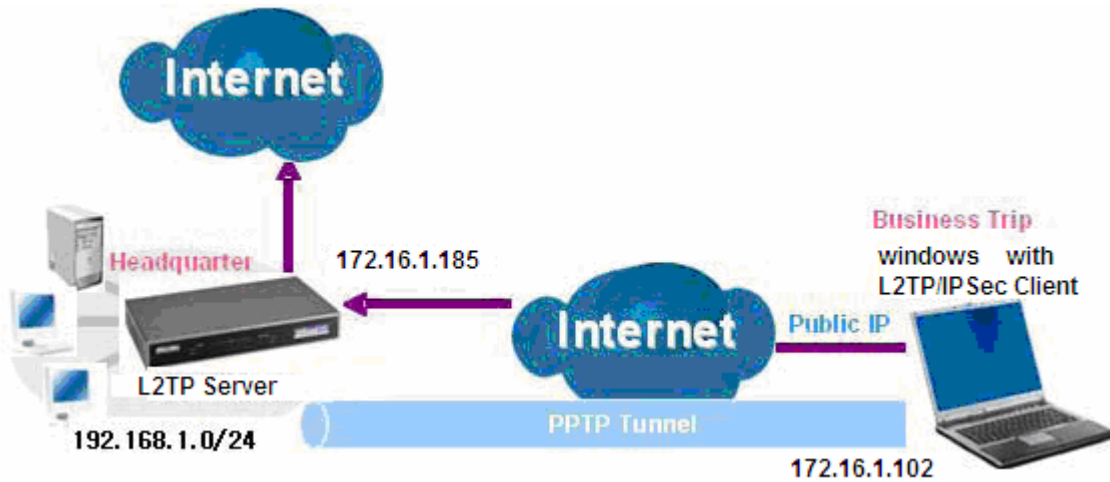 Internet
Headquarter
172.16.1.185
Business Trip
windows with
L2TP/IPSec Client
Internet
Public IP
L2TP Server
PPTP Tunnel
192.168.1.0/24
172.16.1.102